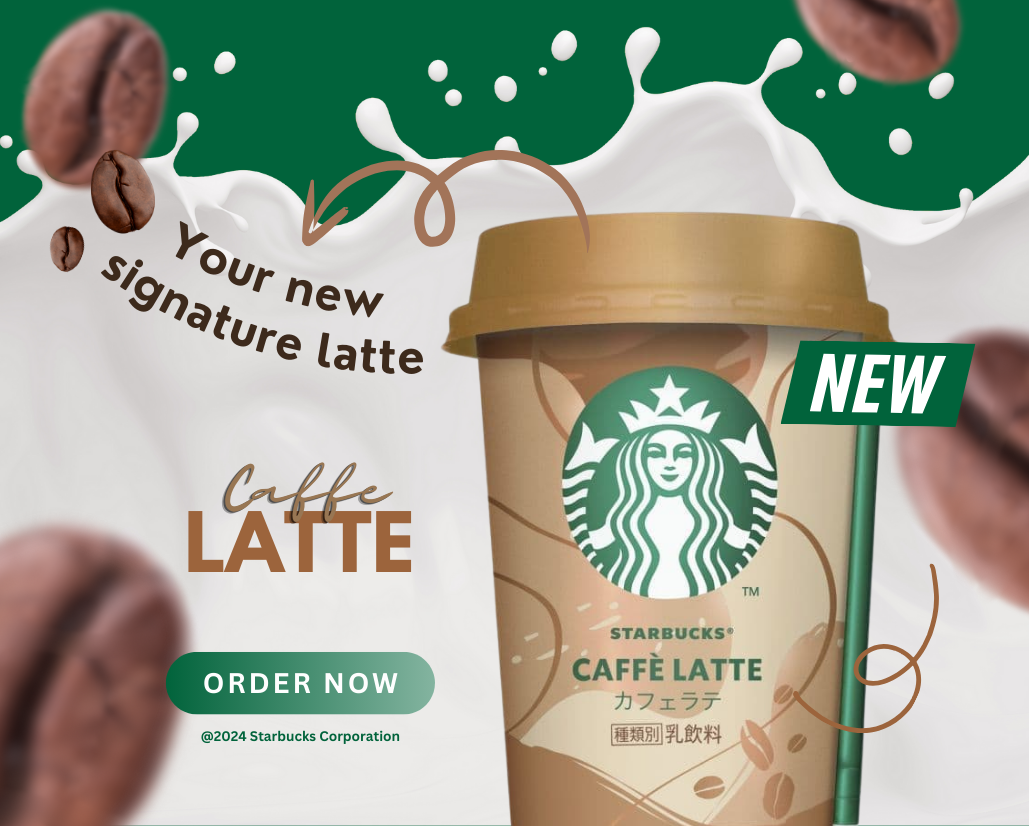 Your new
signature latte
NEW
Caffe
LATTE
ORDER NOW
@2024 Starbucks Corporation
TM
STARBUCKS®
CAFFÈ LATTE
カフェラテ
種類別 乳飲料